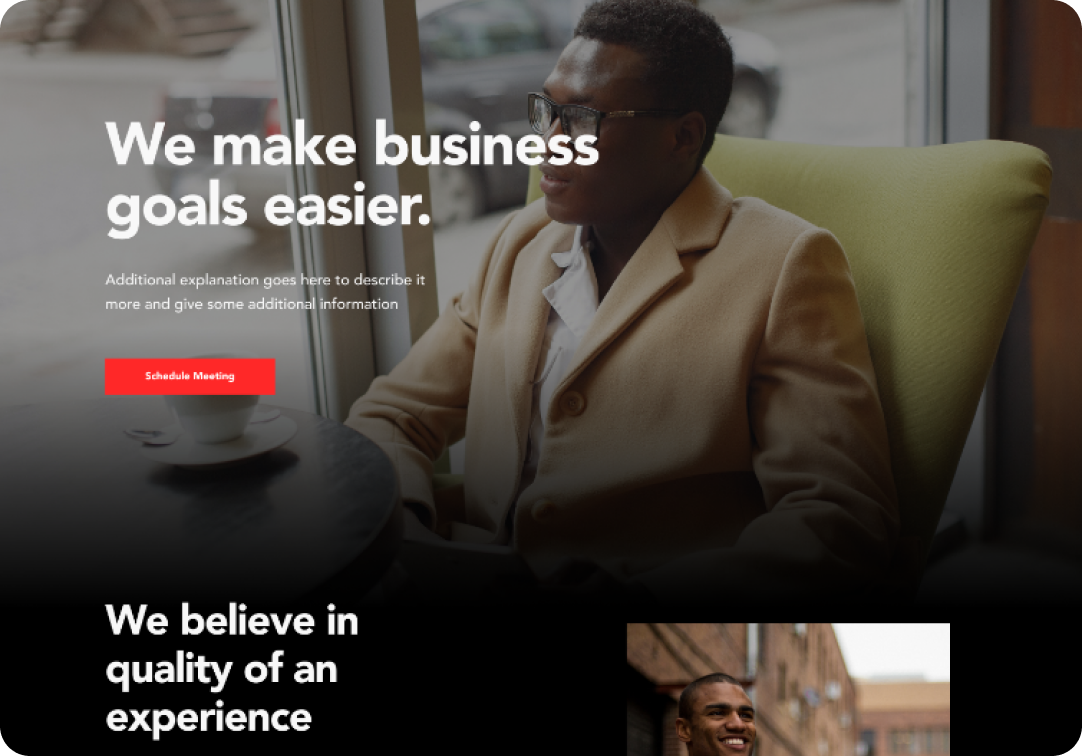 We make business
goals easier.
Additional explanation goes here to describe it
more and give some additional information
Schedule Meeting
We believe in
quality of an
experience